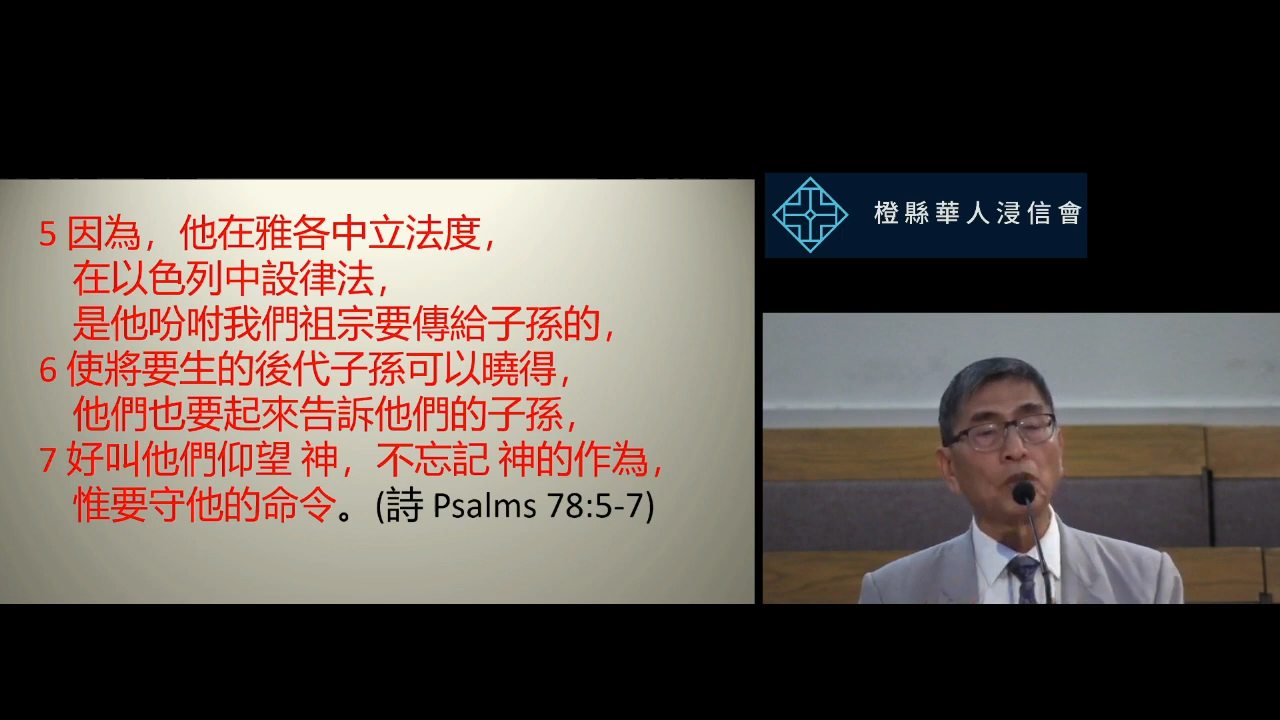 5 因為，他在雅各中立法度，
在以色列中設律法，
是他吩咐我們祖宗要傳給子孫的，
6 使將要生的後代子孫可以曉得，
他們也要起來告訴他們的子孫，
7 好叫他們仰望 神，不忘記 神的作為，
惟要守他的命令。(詩 Psalms 78:5-7)
橙縣華人浸信會